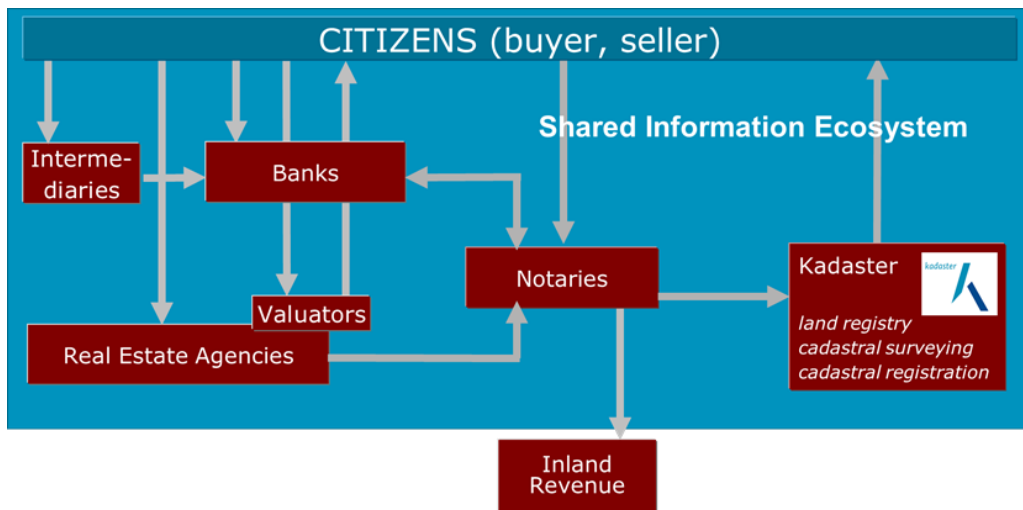 CITIZENS (buyer, seller)
Shared Information Ecosystem
Interme-
diaries
Banks
Notaries
Kadaster
kadaster
land registry
cadastral surveying
cadastral registration
Valuators
Real Estate Agencies
Inland
Revenue